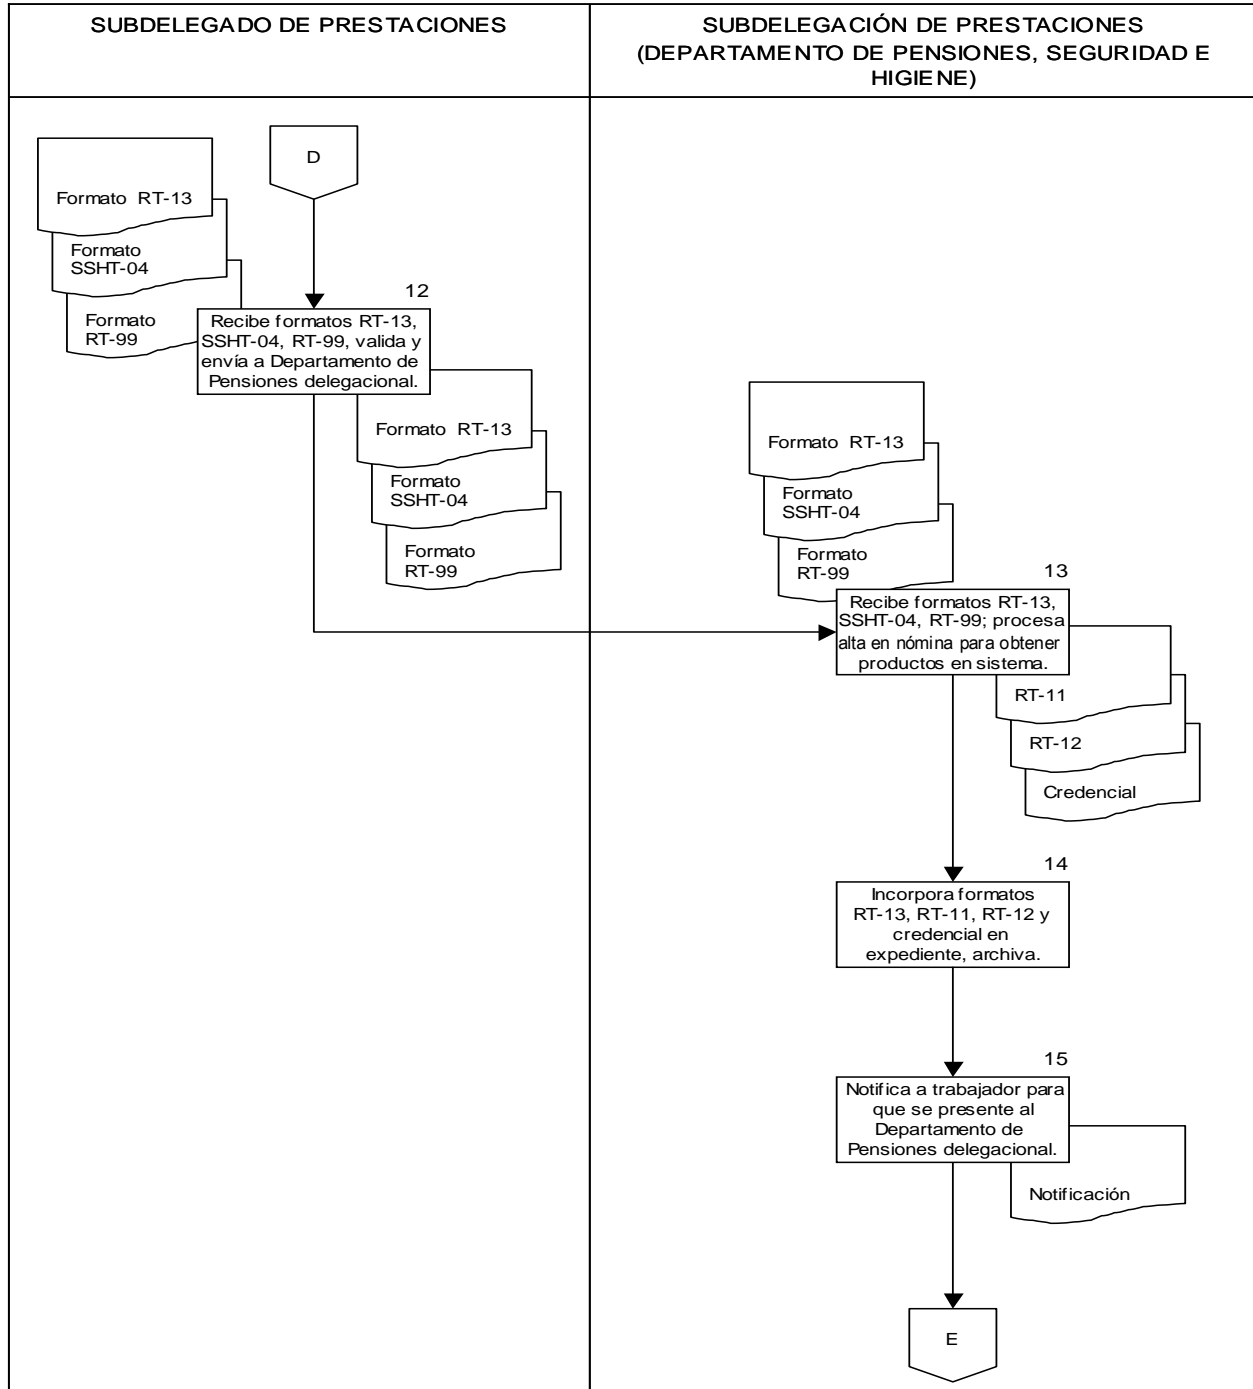 SUBDELEGADO DE PRESTACIONES
SUBDELEGACIÓN DE PRESTACIONES
(DEPARTAMENTO DE PENSIONES, SEGURIDAD E
HIGIENE)
D
Formato RT-13
Formato
SSHT-04
Formato
RT-99
12
Recibe formatos RT-13,
SSHT-04, RT-99, valida y
envía a Departamento de
Pensiones delegacional.
Formato RT-13
Formato
SSHT-04
Formato
RT-99
Formato RT-13
Formato
SSHT-04
Formato
RT-99
13
Recibe formatos RT-13,
SSHT-04, RT-99; procesa
alta en nómina para obtener
productos en sistema.
RT-11
RT-12
Credencial
14
Incorpora formatos
RT-13, RT-11, RT-12 y
credencial en
expediente, archiva.
15
Notifica a trabajador para
que se presente al
Departamento de
Pensiones delegacional.
Notificación
E